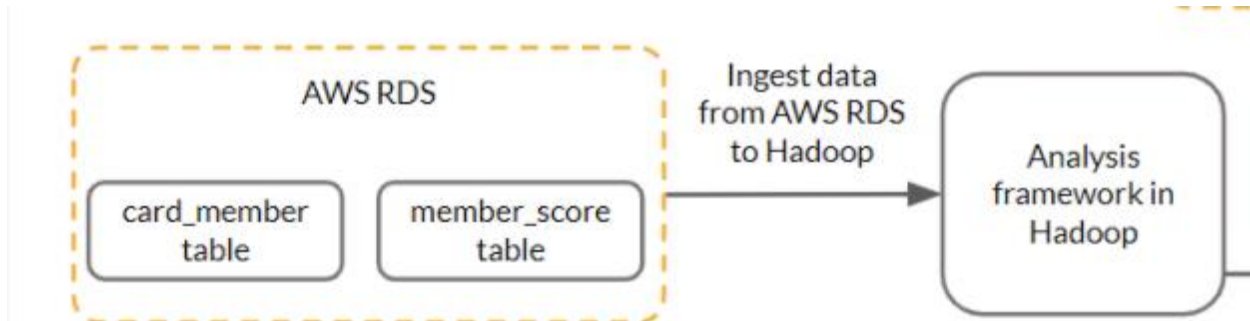 AWS RDS
card_member
table
member_score
table
Ingest data
from AWS RDS
to Hadoop
Analysis
framework in
Hadoop